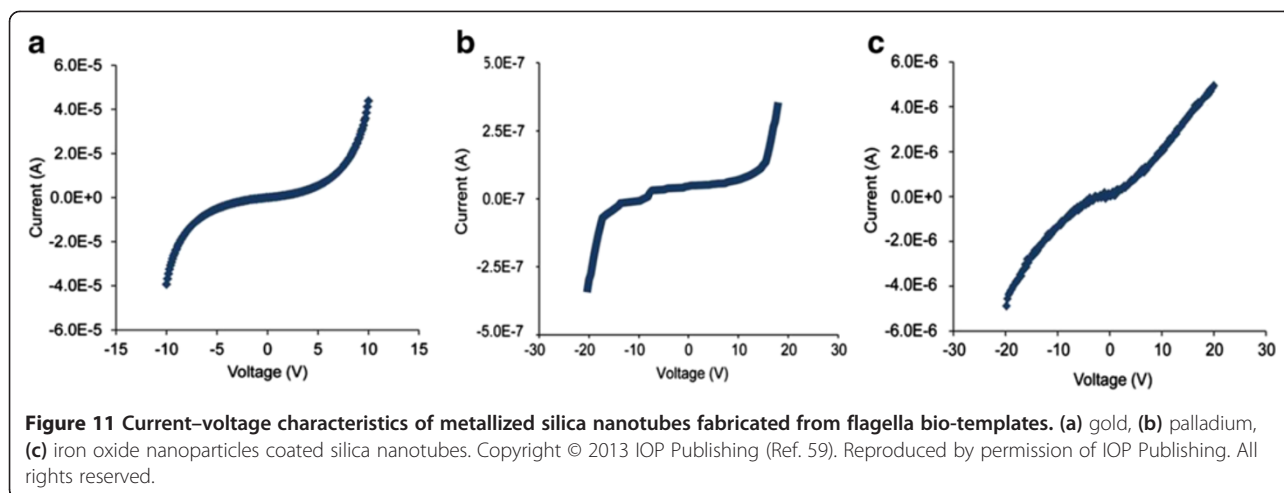 a
6.0E-5
4.0E-5
2.0E-5
0.0E+0
-2.0E-5
-4.0E-5
-6.0E-5
-15 -10 -5 0 5 10 15
Current (A)
Voltage (V)
b
5.0E-7
2.5E-7
0.0E-7
-2.5E-7
-5.0E-7
-30 -20 -10 0 10 20 30
Current (A)
Voltage (V)
c
6.0E-6
4.0E-6
2.0E-6
0.0E+0
-2.0E-6
-4.0E-6
-6.0E-6
-30 -20 -10 0 10 20 30
Current (A)
Voltage (V)
Figure 11 Current–voltage characteristics of metallized silica nanotubes fabricated from flagella bio-templates. (a) gold, (b) palladium,
(c) iron oxide nanoparticles coated silica nanotubes. Copyright © 2013 IOP Publishing (Ref. 59). Reproduced by permission of IOP Publishing. All
rights reserved.